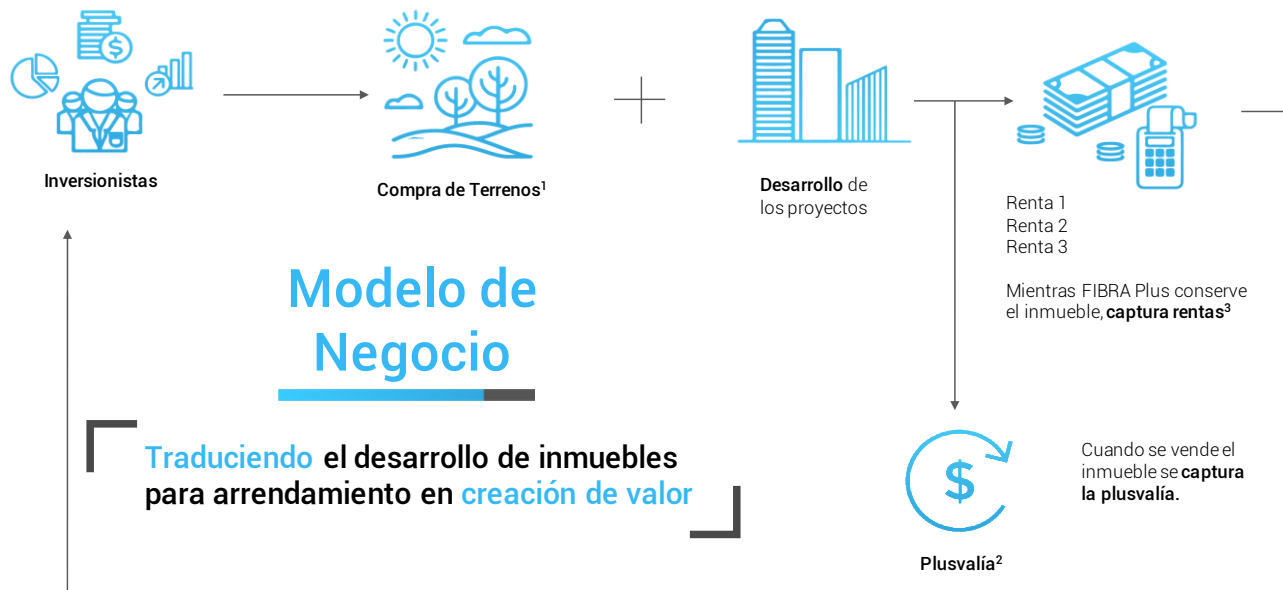 Inversionistas
Compra de Terrenos¹
Desarrollo de
los proyectos
Renta 1
Renta 2
Renta 3
Mientras FIBRA Plus conserve
el inmueble, captura rentas³
Modelo de
Negocio
Traduciendo el desarrollo de inmuebles
para arrendamiento en creación de valor
$
Plusvalía²
Cuando se vende el
inmueble se captura
la plusvalía.